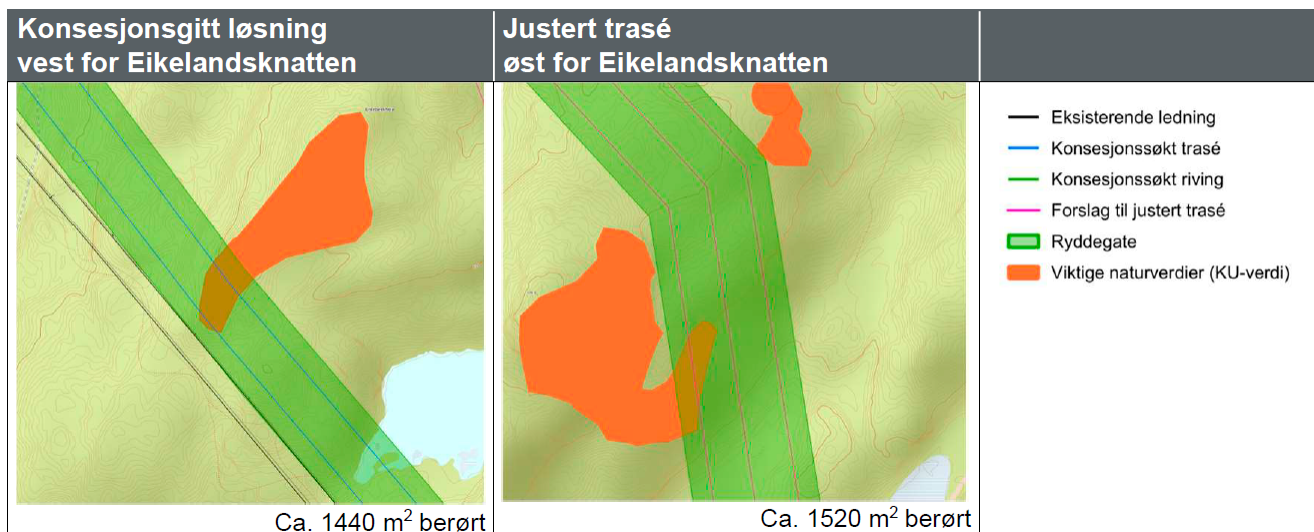 Konsesjonsgitt løsning
vest for Eikelandsknatten
Justert trasé
øst for Eikelandsknatten
Eksisterende ledning
Konsesjonssøkt trasé
Konsesjonssøkt riving
Forslag til justert trasé
Ryddegate
Viktige naturverdier (KU-verdi)
Ca. 1440 m² berørt
Ca. 1520 m² berørt